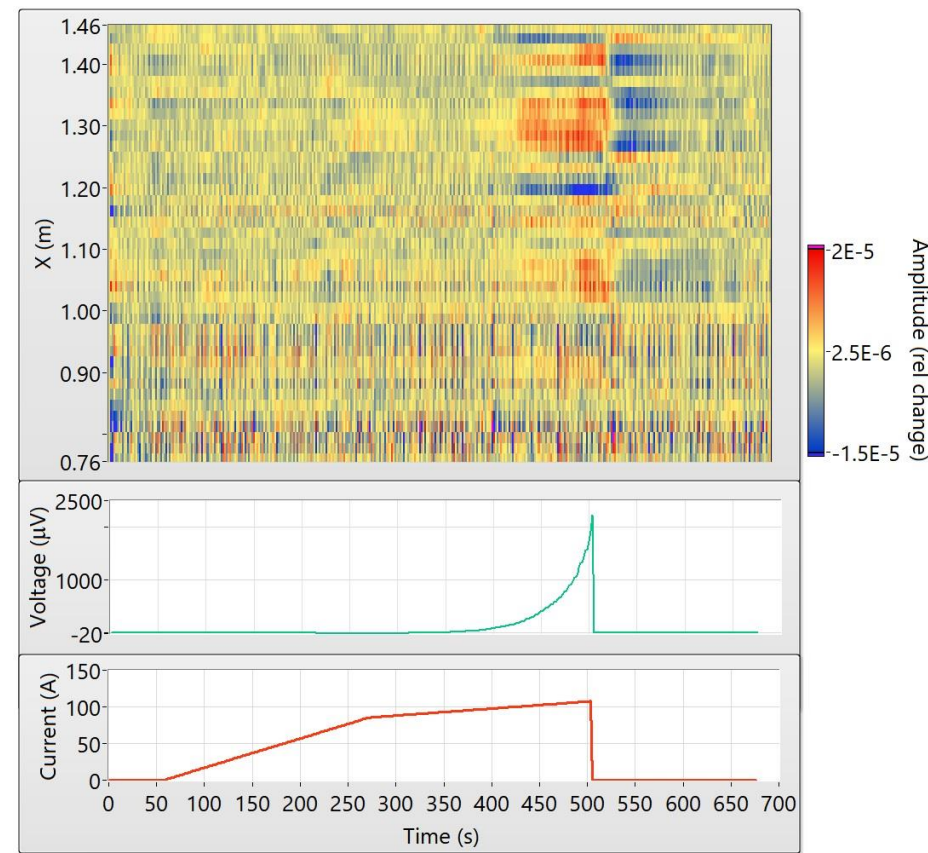 X (m)
1.46
1.40
1.30
1.20
1.10
1.00
0.90
0.76
Amplitude (rel change)
2E-5
2.5E-6
-1.5E-5
Voltage (µV)
2500
1000
-20
Current (A)
150
100
50
0
0 50 100 150 200 250 300 350 400 450 500 550 600 650 700
Time (s)